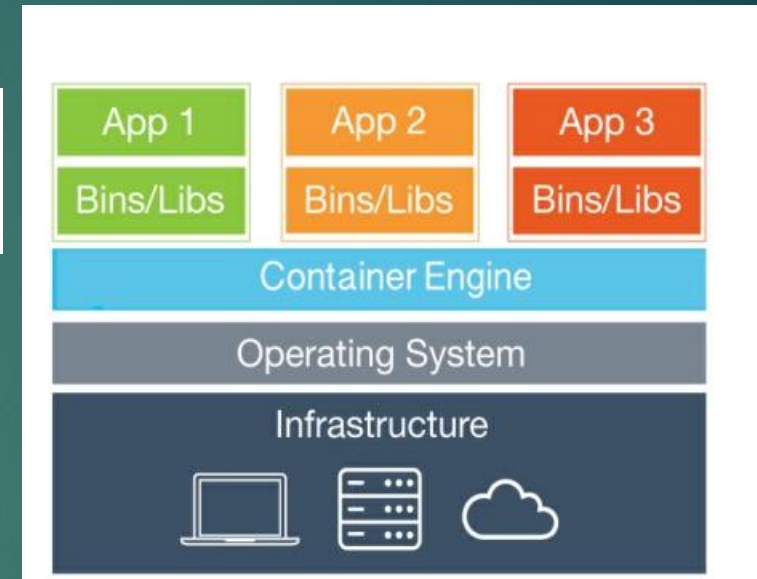 App 1 App 2 App 3
Bins/Libs Bins/Libs Bins/Libs
Container Engine
Operating System
Infrastructure